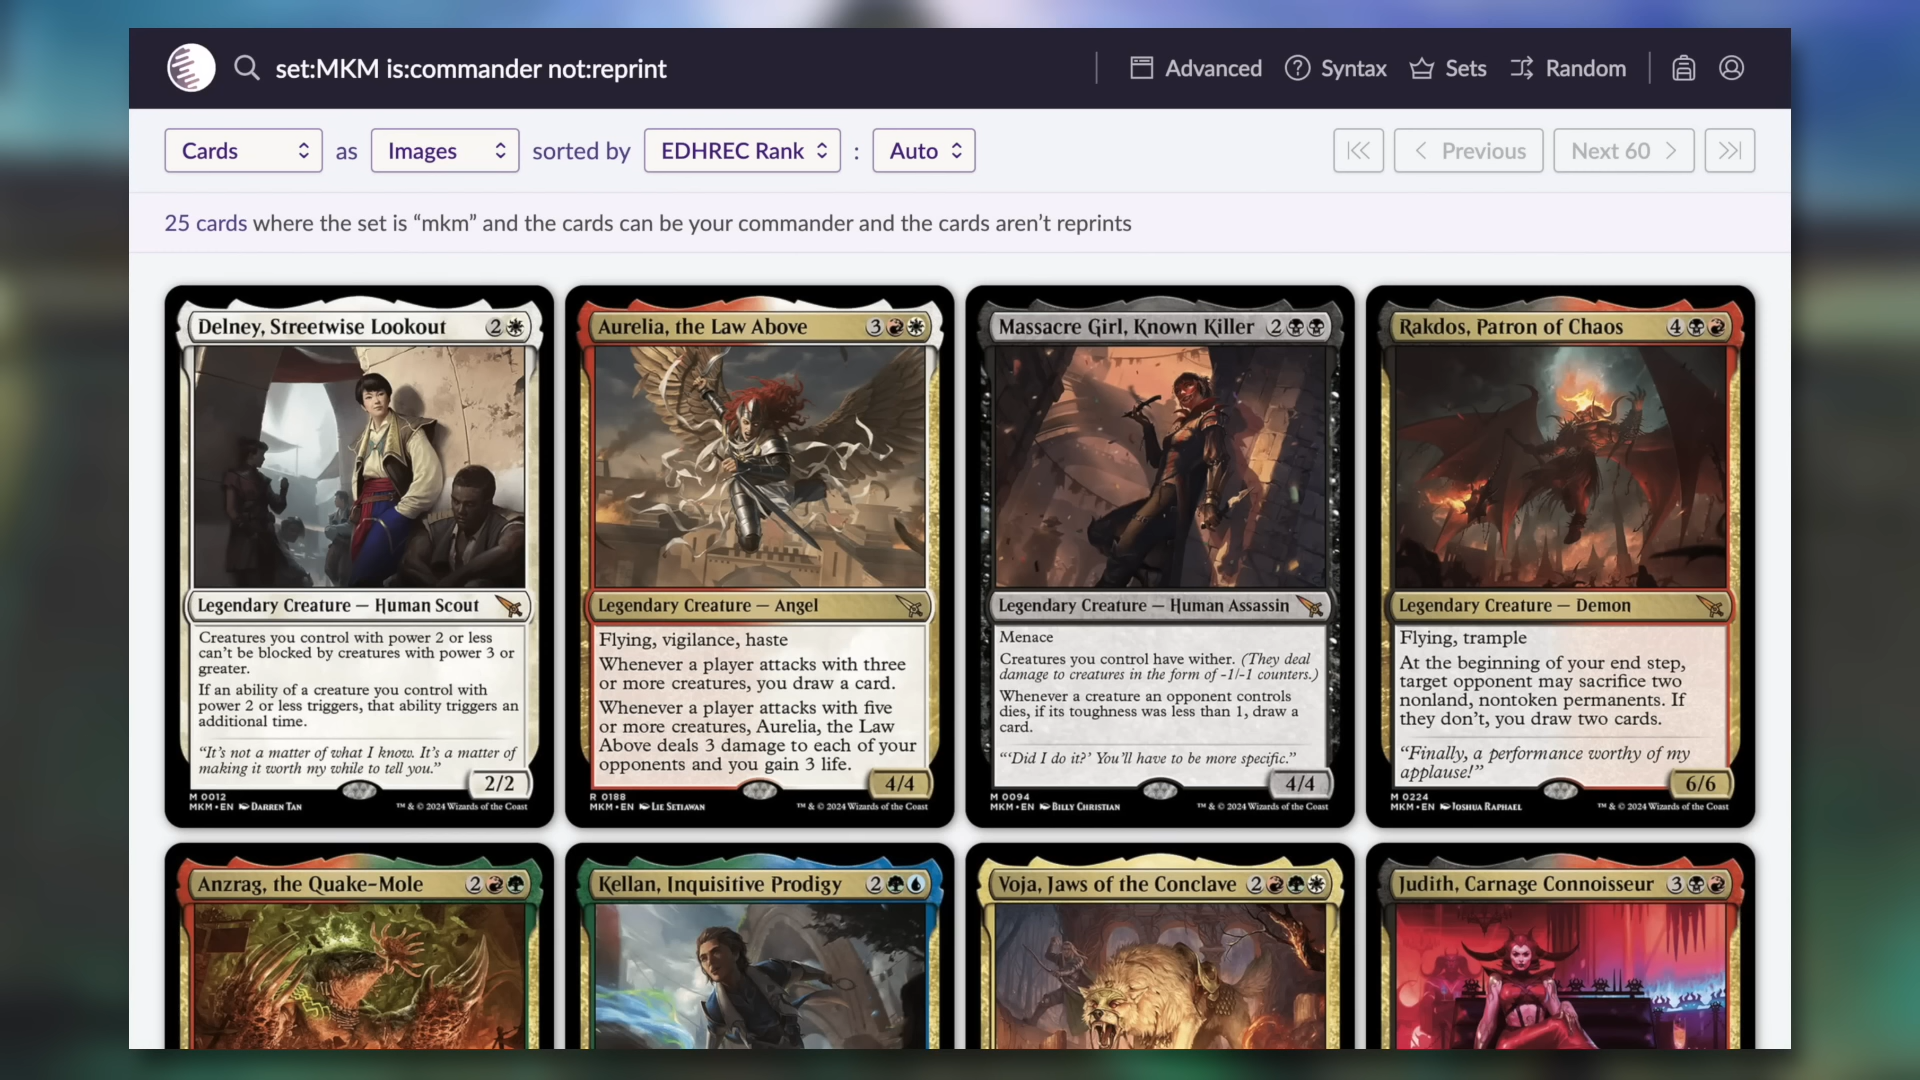 set:MKM is:commander not:reprint
Advanced
Syntax
Sets
Random
Cards
as
Images
sorted by
EDHREC Rank
:
Auto
Previous
Next 60
25 cards where the set is “mkm” and the cards can be your commander and the cards aren’t reprints
Delney, Streetwise Lookout 2
Legendary Creature — Human Scout
Creatures you control with power 2 or less
can't be blocked by creatures with power 3 or
greater.
If an ability of a creature you control with
power 2 or less triggers, that ability triggers an
additional time.
“It's not a matter of what I know. It's a matter of
making it worth my while to tell you.”
2/2
M 0012
MKM • EN DARREN TAN
™ & © 2024 Wizards of the Coast
Aurelia, the Law Above 3
Legendary Creature — Angel
Flying, vigilance, haste
Whenever a player attacks with three
or more creatures, you draw a card.
Whenever a player attacks with five
or more creatures, Aurelia, the Law
Above deals 3 damage to each of your
opponents and you gain 3 life.
4/4
R 0188
MKM • EN LIE SETIAWAN
™ & © 2024 Wizards of the Coast
Massacre Girl, Known Killer 2
Legendary Creature — Human Assassin
Menace
Creatures you control have wither. (They deal
damage to creatures in the form of -1/-1 counters.)
Whenever a creature an opponent controls
dies, if its toughness was less than 1, draw a
card.
“‘Did I do it?’ You'll have to be more specific.”
4/4
M 0094
MKM • EN BILLY CHRISTIAN
™ & © 2024 Wizards of the Coast
Rakdos, Patron of Chaos 4
Legendary Creature — Demon
Flying, trample
At the beginning of your end step,
target opponent may sacrifice two
nonland, nontoken permanents. If
they don't, you draw two cards.
“Finally, a performance worthy of my
applause!”
6/6
M 0224
MKM • EN JOSHUA RAPHAEL
™ & © 2024 Wizards of the Coast
Anzrag, the Quake-Mole 2
Kellan, Inquisitive Prodigy 2
Voja, Jaws of the Conclave 2
Judith, Carnage Connoisseur 3